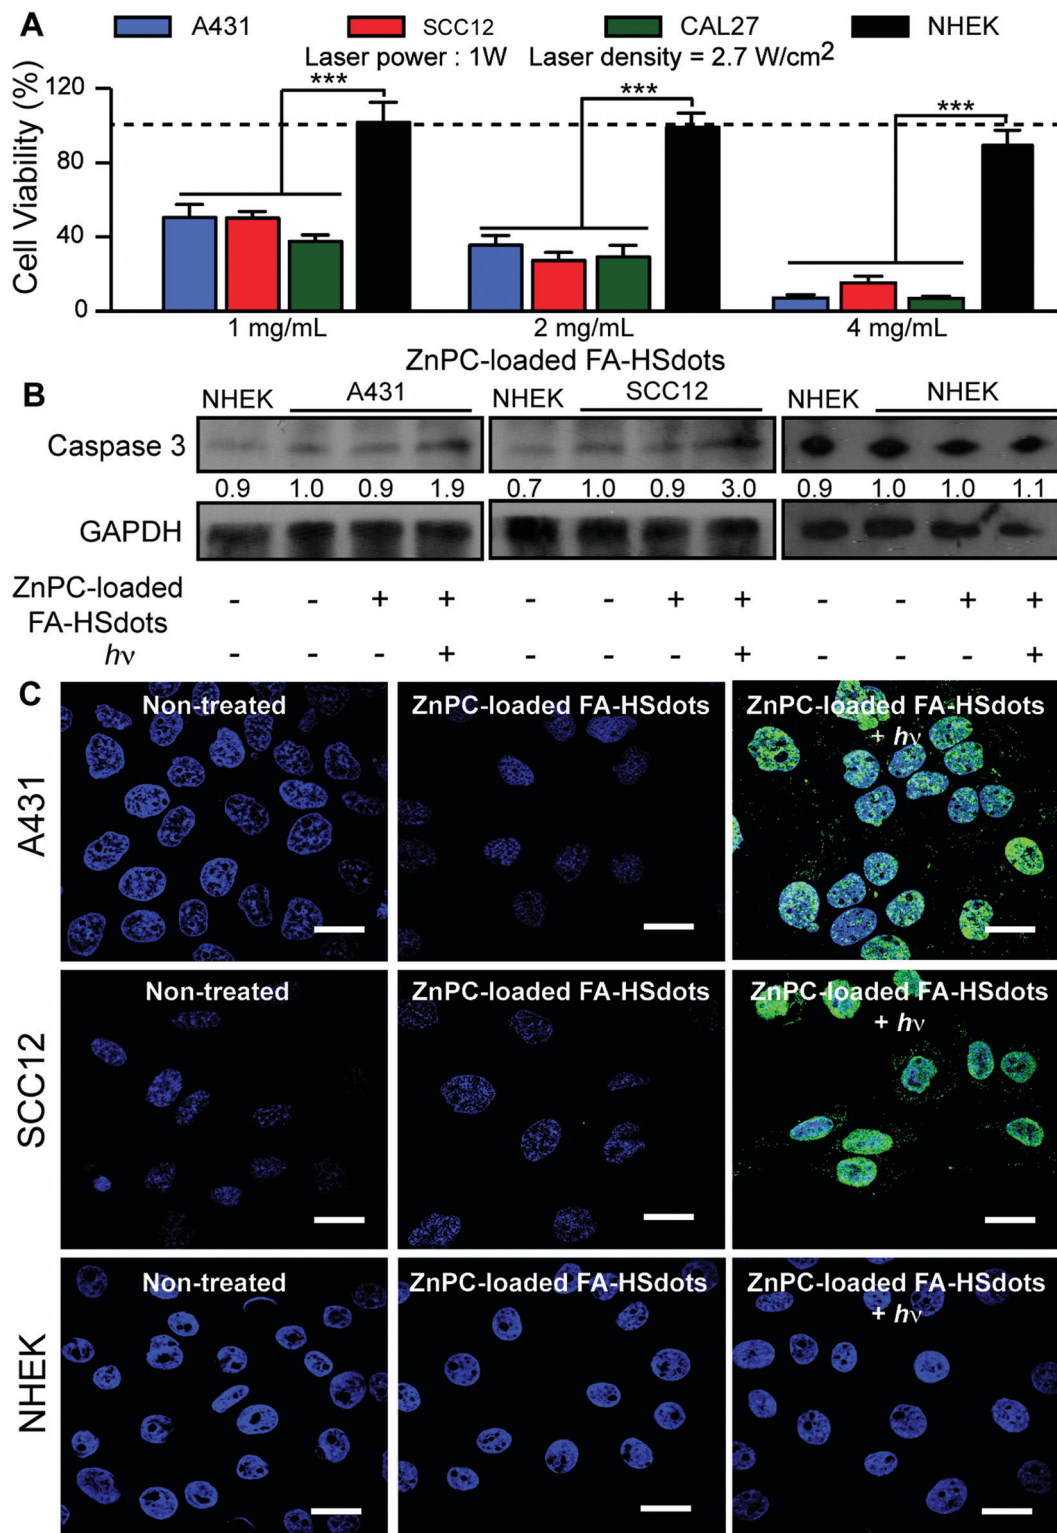 A
A431 SCC12 CAL27 NHEK
Laser power : 1W Laser density = 2.7 W/cm²
Cell Viability (%)
120
80
40
0
***
***
***
1 mg/mL 2 mg/mL 4 mg/mL
ZnPC-loaded FA-HSdots
B
NHEK A431 NHEK SCC12 NHEK NHEK
Caspase 3
0.9 1.0 0.9 1.9 0.7 1.0 0.9 3.0 0.9 1.0 1.0 1.1
GAPDH
ZnPC-loaded
FA-HSdots
- - + + - - + + - - + +
hν
- - - + - - - + - - - +
C
A431
Non-treated
ZnPC-loaded FA-HSdots
ZnPC-loaded FA-HSdots
+ hν
SCC12
Non-treated
ZnPC-loaded FA-HSdots
ZnPC-loaded FA-HSdots
+ hν
NHEK
Non-treated
ZnPC-loaded FA-HSdots
ZnPC-loaded FA-HSdots
+ hν